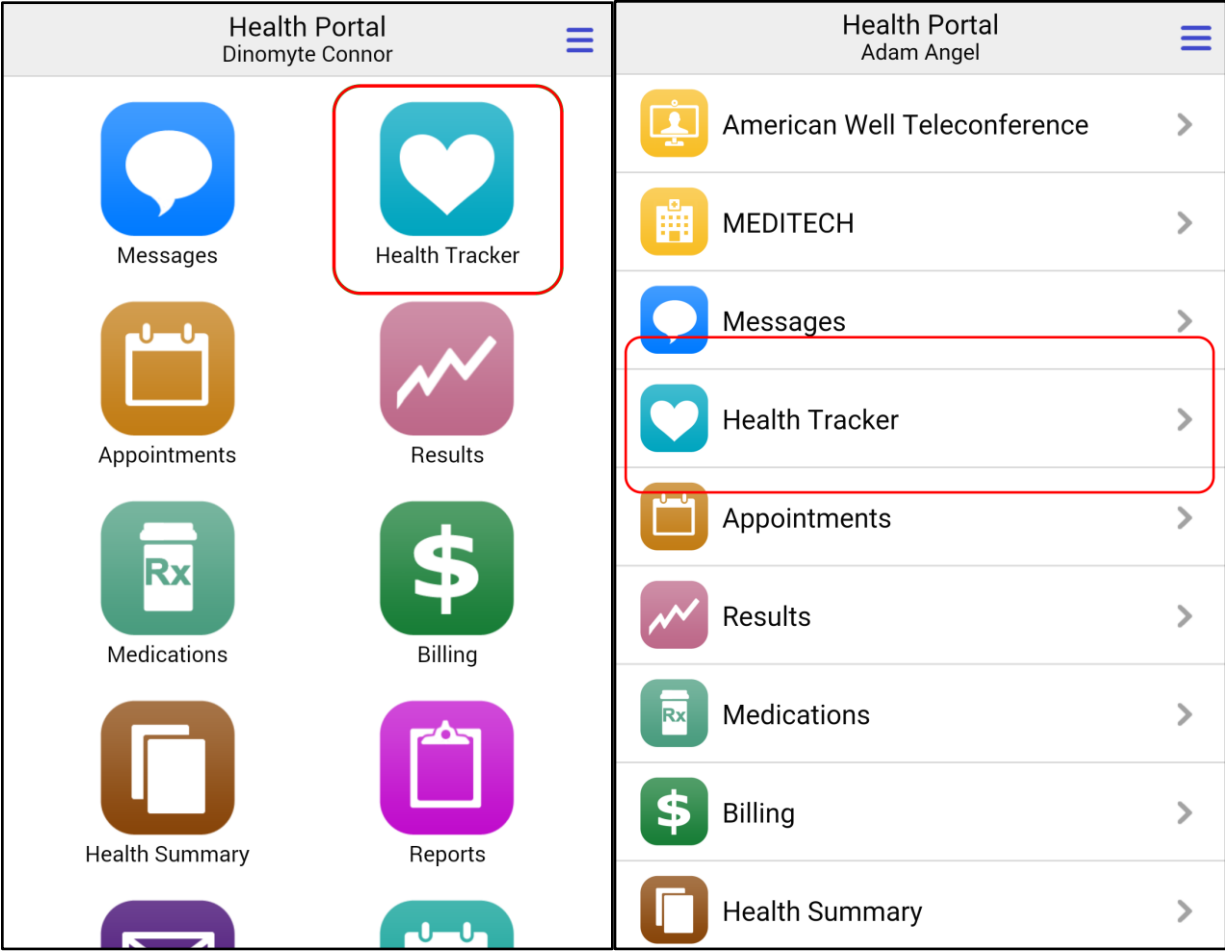 Health Portal
Dinomyte Connor
Messages
Health Tracker
Appointments
Results
Rx
Medications
$
Billing
Health Summary
Reports
Health Portal
Adam Angel
American Well Teleconference
MEDITECH
Messages
Health Tracker
Appointments
Results
Rx
Medications
$
Billing
Health Summary